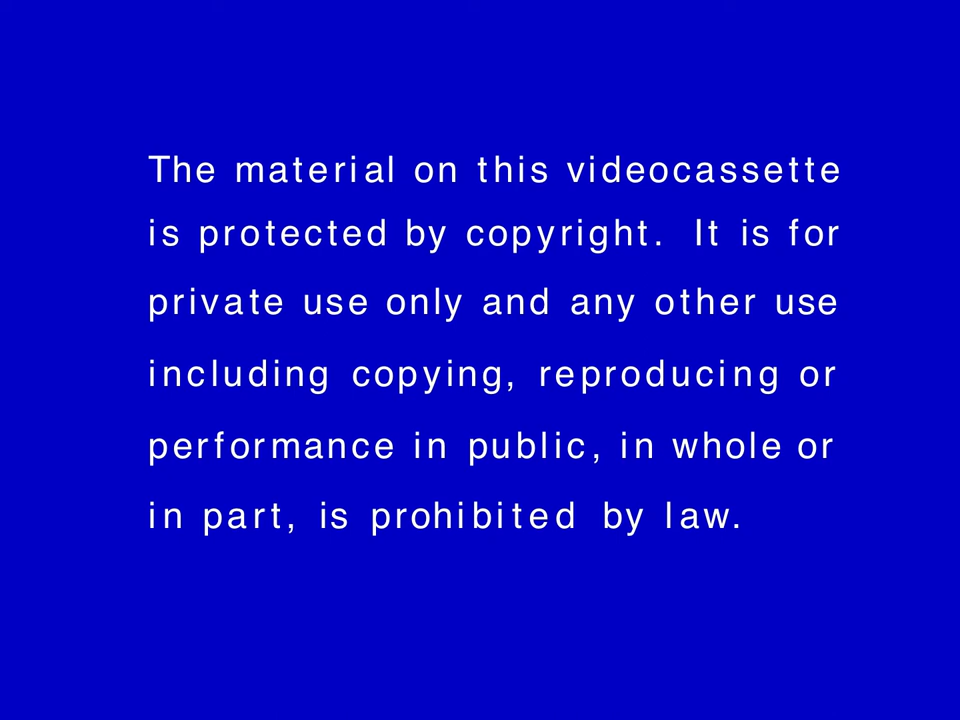 The material on this videocassette
is protected by copyright. It is for
private use only and any other use
including copying, reproducing or
performance in public, in whole or
in part, is prohibited by law.